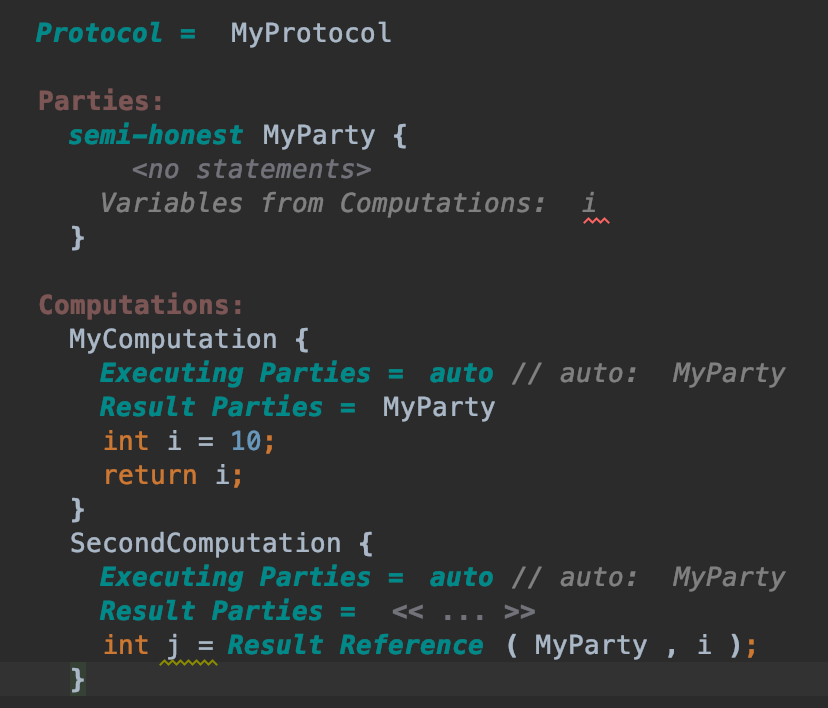 Protocol = MyProtocol
Parties:
semi-honest MyParty {
<no statements>
Variables from Computations: i
}
Computations:
MyComputation {
Executing Parties = auto // auto: MyParty
Result Parties = MyParty
int i = 10;
return i;
}
SecondComputation {
Executing Parties = auto // auto: MyParty
Result Parties = << ... >>
int j = Result Reference ( MyParty , i );
}